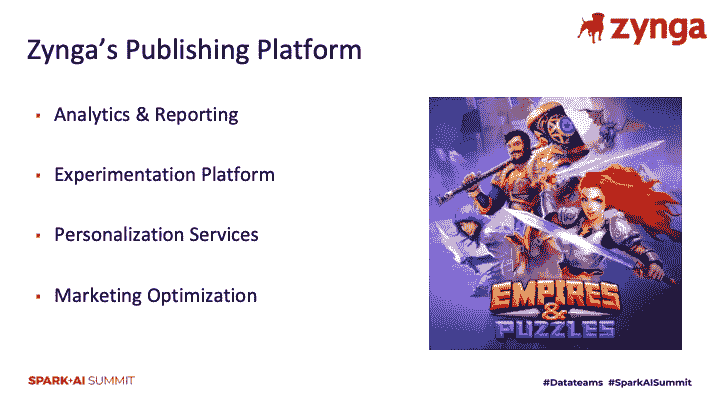 Zynga's Publishing Platform
zynga
▪ Analytics & Reporting
▪ Experimentation Platform
▪ Personalization Services
▪ Marketing Optimization
EMPIRES
&
PUZZLES
SPARK+AI SUMMIT
#Datateams #SparkAISummit